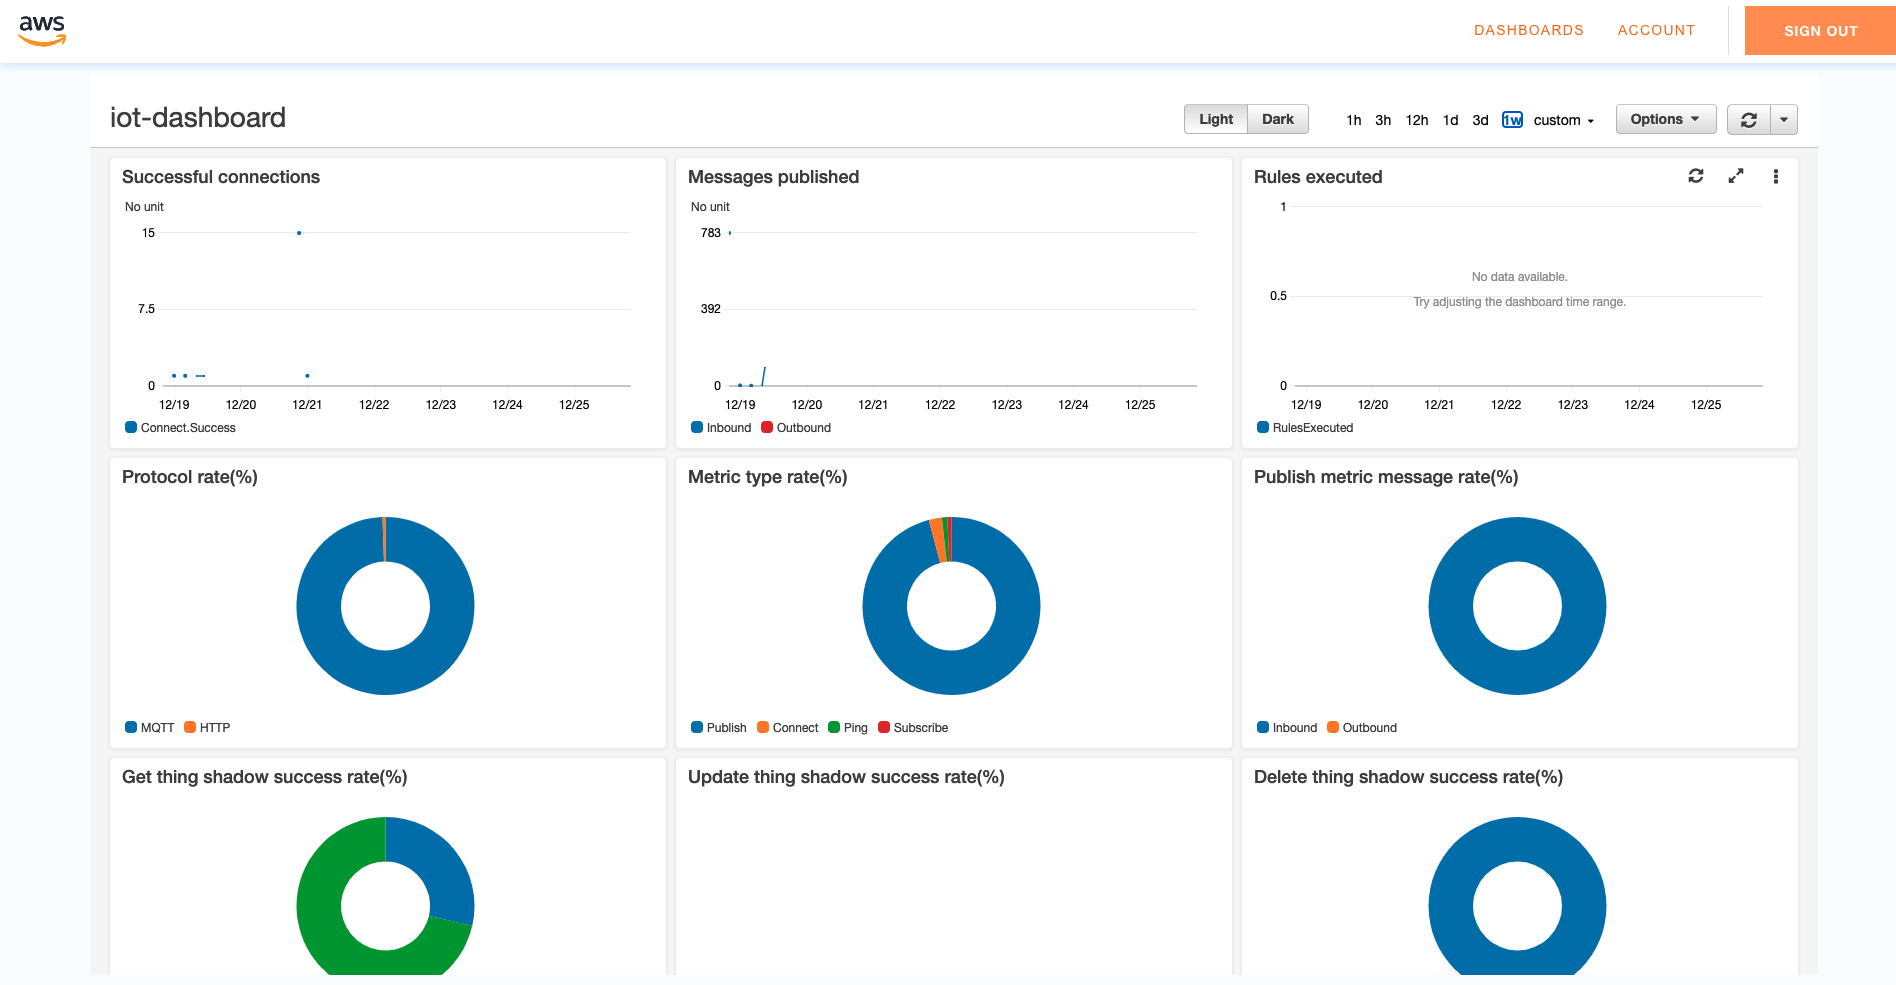 aws
DASHBOARDS ACCOUNT SIGN OUT
iot-dashboard
Light Dark 1h 3h 12h 1d 3d 1w custom Options
Successful connections
No unit
15
7.5
0
12/19 12/20 12/21 12/22 12/23 12/24 12/25
Connect.Success
Messages published
No unit
783
392
0
12/19 12/20 12/21 12/22 12/23 12/24 12/25
Inbound Outbound
Rules executed
1
No data available.
0.5
Try adjusting the dashboard time range.
0
12/19 12/20 12/21 12/22 12/23 12/24 12/25
RulesExecuted
Protocol rate(%)
MQTT HTTP
Metric type rate(%)
Publish Connect Ping Subscribe
Publish metric message rate(%)
Inbound Outbound
Get thing shadow success rate(%)
Update thing shadow success rate(%)
Delete thing shadow success rate(%)